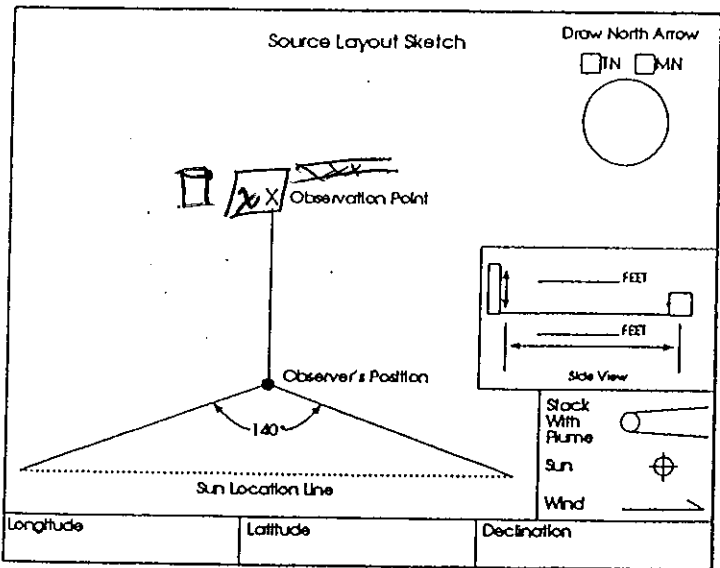 Source Layout Sketch
Draw North Arrow
TN MN
X X Observation Point
FEET
FEET
Side View
Observer's Position
140°
Sun Location Line
Stack
With
Plume
Sun
Wind
Longitude
Latitude
Declination